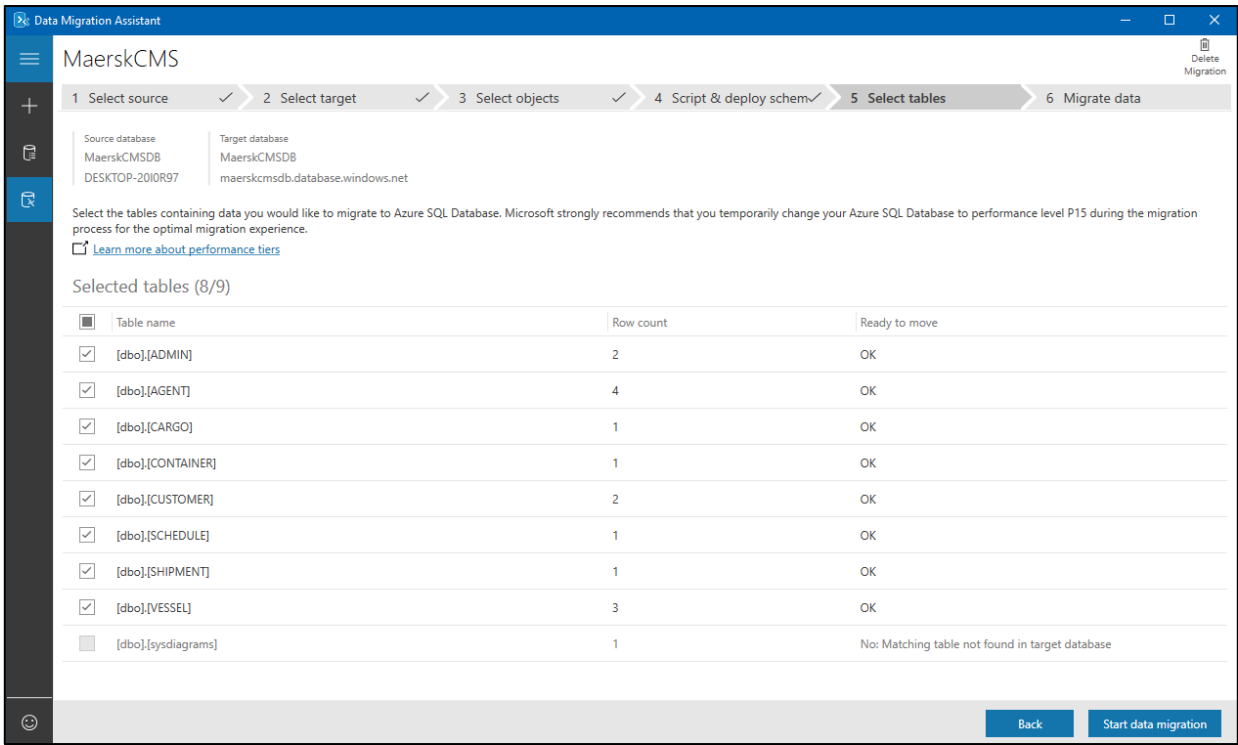 Data Migration Assistant
MaerskCMS
Delete
Migration
1 Select source
2 Select target
3 Select objects
4 Script & deploy schem
5 Select tables
6 Migrate data
Source database
MaerskCMSDB
DESKTOP-20I0R97
Target database
MaerskCMSDB
maerskcmsdb.database.windows.net
Select the tables containing data you would like to migrate to Azure SQL Database. Microsoft strongly recommends that you temporarily change your Azure SQL Database to performance level P15 during the migration
process for the optimal migration experience.
Learn more about performance tiers
Selected tables (8/9)
Table name Row count Ready to move
[dbo].[ADMIN] 2 OK
[dbo].[AGENT] 4 OK
[dbo].[CARGO] 1 OK
[dbo].[CONTAINER] 1 OK
[dbo].[CUSTOMER] 2 OK
[dbo].[SCHEDULE] 1 OK
[dbo].[SHIPMENT] 1 OK
[dbo].[VESSEL] 3 OK
[dbo].[sysdiagrams] 1 No: Matching table not found in target database
Back
Start data migration